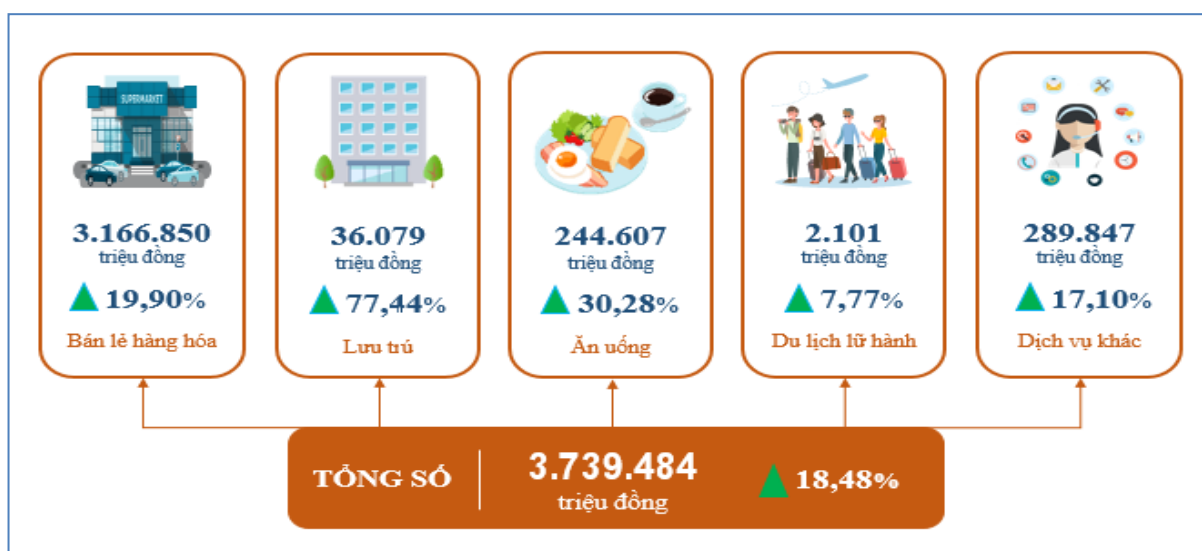 SUPERMARKET
3.166.850
triệu đồng
19,90%
Bán lẻ hàng hóa
36.079
triệu đồng
77,44%
Lưu trú
244.607
triệu đồng
30,28%
Ăn uống
2.101
triệu đồng
7,77%
Du lịch lữ hành
289.847
triệu đồng
17,10%
Dịch vụ khác
TỔNG SỐ
3.739.484
triệu đồng
18,48%